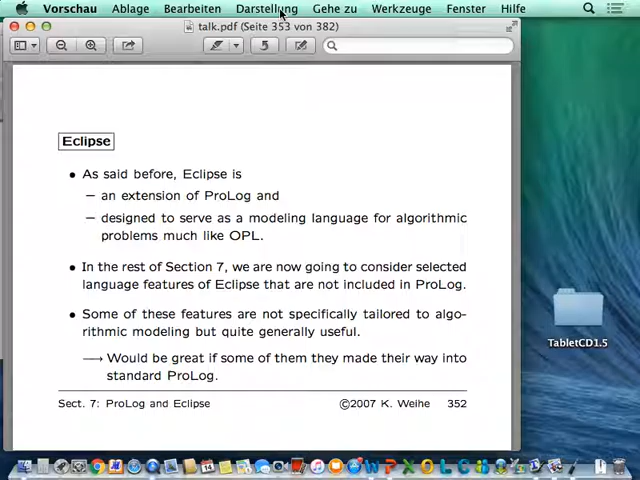 Vorschau Ablage Bearbeiten Darstellung Gehe zu Werkzeuge Fenster Hilfe
talk.pdf (Seite 353 von 382)
Eclipse
• As said before, Eclipse is
– an extension of ProLog and
– designed to serve as a modeling language for algorithmic
problems much like OPL.
• In the rest of Section 7, we are now going to consider selected
language features of Eclipse that are not included in ProLog.
• Some of these features are not specifically tailored to algo-
rithmic modeling but quite generally useful.
⟶ Would be great if some of them they made their way into
standard ProLog.
Sect. 7: ProLog and Eclipse ©2007 K. Weihe 352
TabletCD1.5